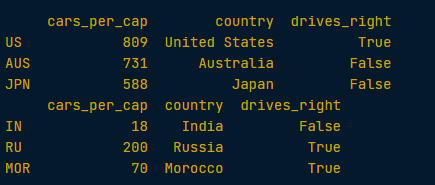 cars_per_cap country drives_right
US 809 United States True
AUS 731 Australia False
JPN 588 Japan False
cars_per_cap country drives_right
IN 18 India False
RU 200 Russia True
MOR 70 Morocco True